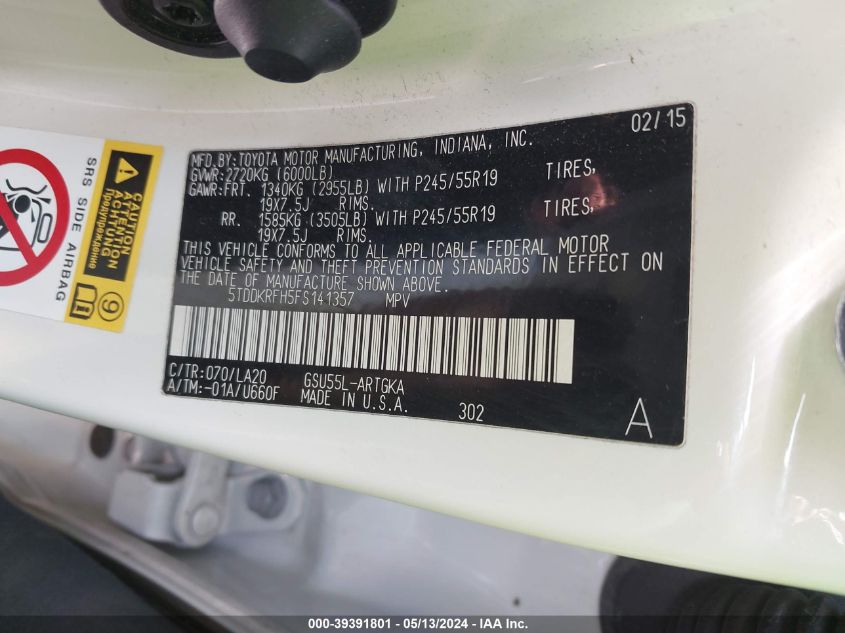 02/15
MFD.BY:TOYOTA MOTOR MANUFACTURING, INDIANA, INC.
GVWR:2720KG (6000LB)
GAWR:FRT. 1340KG (2955LB) WITH P245/55R19 TIRES,
19X7.5J RIMS.
RR. 1585KG (3505LB) WITH P245/55R19 TIRES,
19X7.5J RIMS.
THIS VEHICLE CONFORMS TO ALL APPLICABLE FEDERAL MOTOR
VEHICLE SAFETY AND THEFT PREVENTION STANDARDS IN EFFECT ON
THE DATE OF MANUFACTURE SHOWN ABOVE.
5TDDKRFH5FS141357 MPV
C/TR:070/LA20 GSU55L-ARTGKA
A/TM:-01A/U660F MADE IN U.S.A. 302 A
SRS SIDE AIRBAG
CAUTION
ATTENTION
ACHTUNG
Предупреждение
9
000-39391801 - 05/13/2024 - IAA Inc.